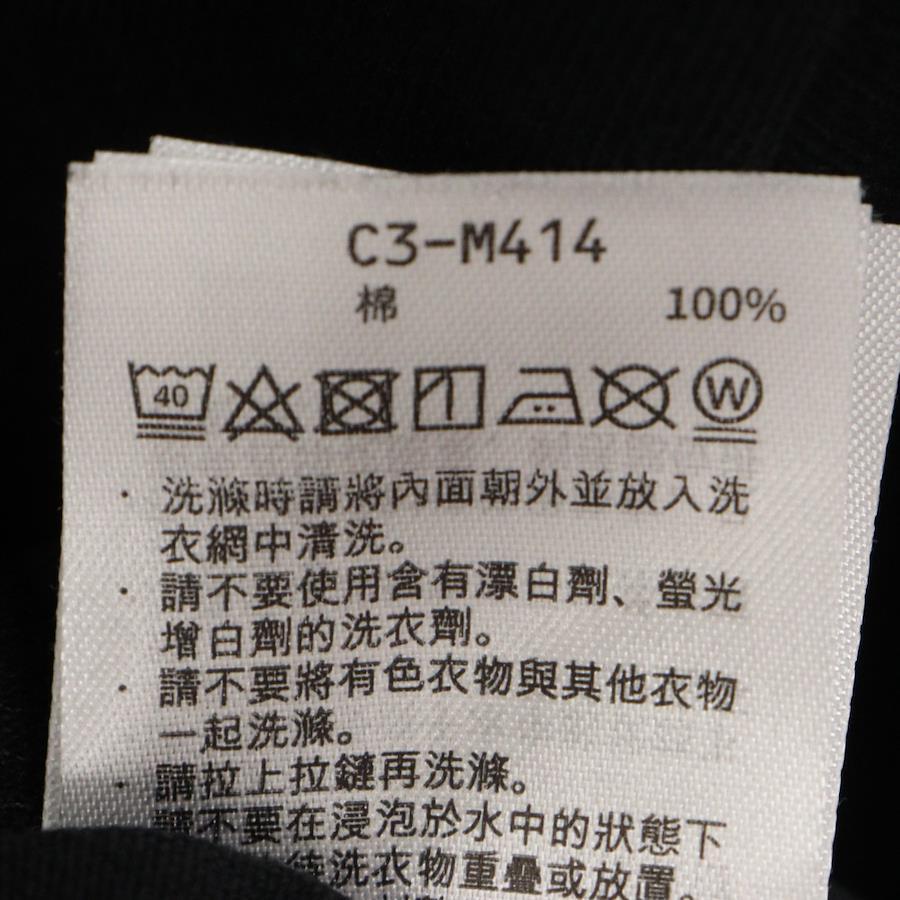 C3-M414
棉 100%
40 W
· 洗滌時請將內面朝外並放入洗
衣網中清洗。
· 請不要使用含有漂白劑、螢光
增白劑的洗衣劑。
· 請不要將有色衣物與其他衣物
一起洗滌。
· 請拉上拉鏈再洗滌。
請不要在浸泡於水中的狀態下
待洗衣物重疊或放置。